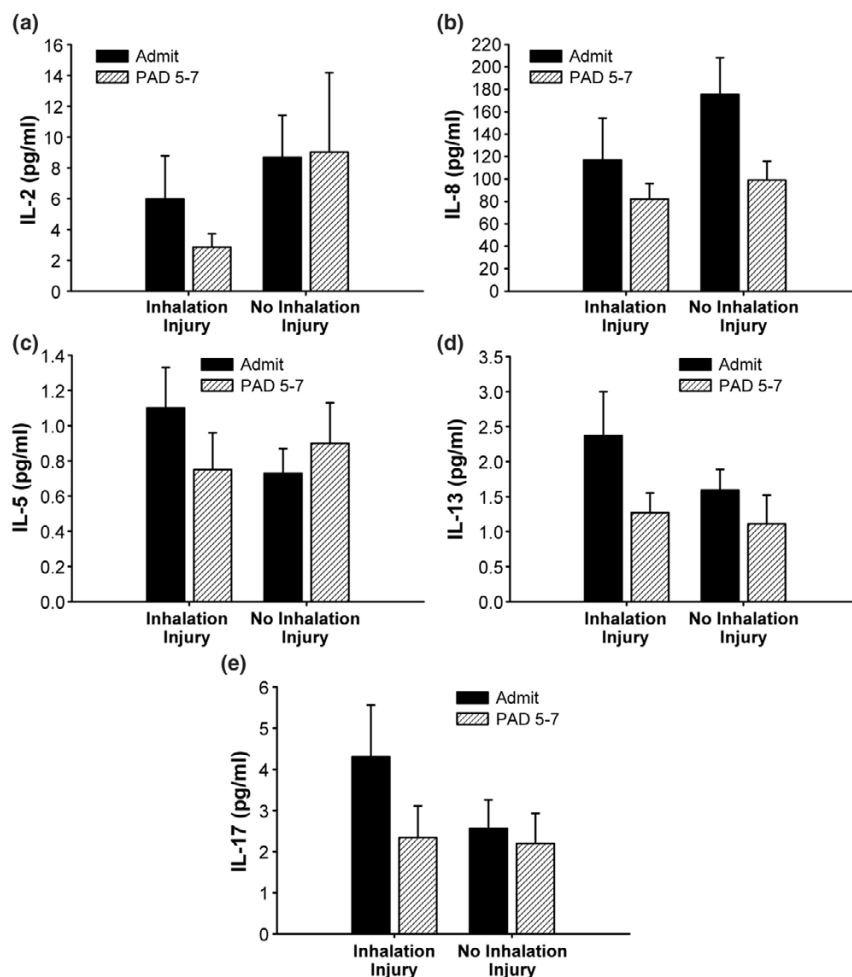 (a)
Admit
PAD 5-7
IL-2 (pg/ml)
16
14
12
10
8
6
4
2
0
Inhalation Injury
No Inhalation Injury
(b)
Admit
PAD 5-7
IL-8 (pg/ml)
220
200
180
160
140
120
100
80
60
40
20
0
Inhalation Injury
No Inhalation Injury
(c)
Admit
PAD 5-7
IL-5 (pg/ml)
1.4
1.2
1.0
0.8
0.6
0.4
0.2
0.0
Inhalation Injury
No Inhalation Injury
(d)
Admit
PAD 5-7
IL-13 (pg/ml)
3.5
3.0
2.5
2.0
1.5
1.0
0.5
0.0
Inhalation Injury
No Inhalation Injury
(e)
Admit
PAD 5-7
IL-17 (pg/ml)
6
5
4
3
2
1
0
Inhalation Injury
No Inhalation Injury